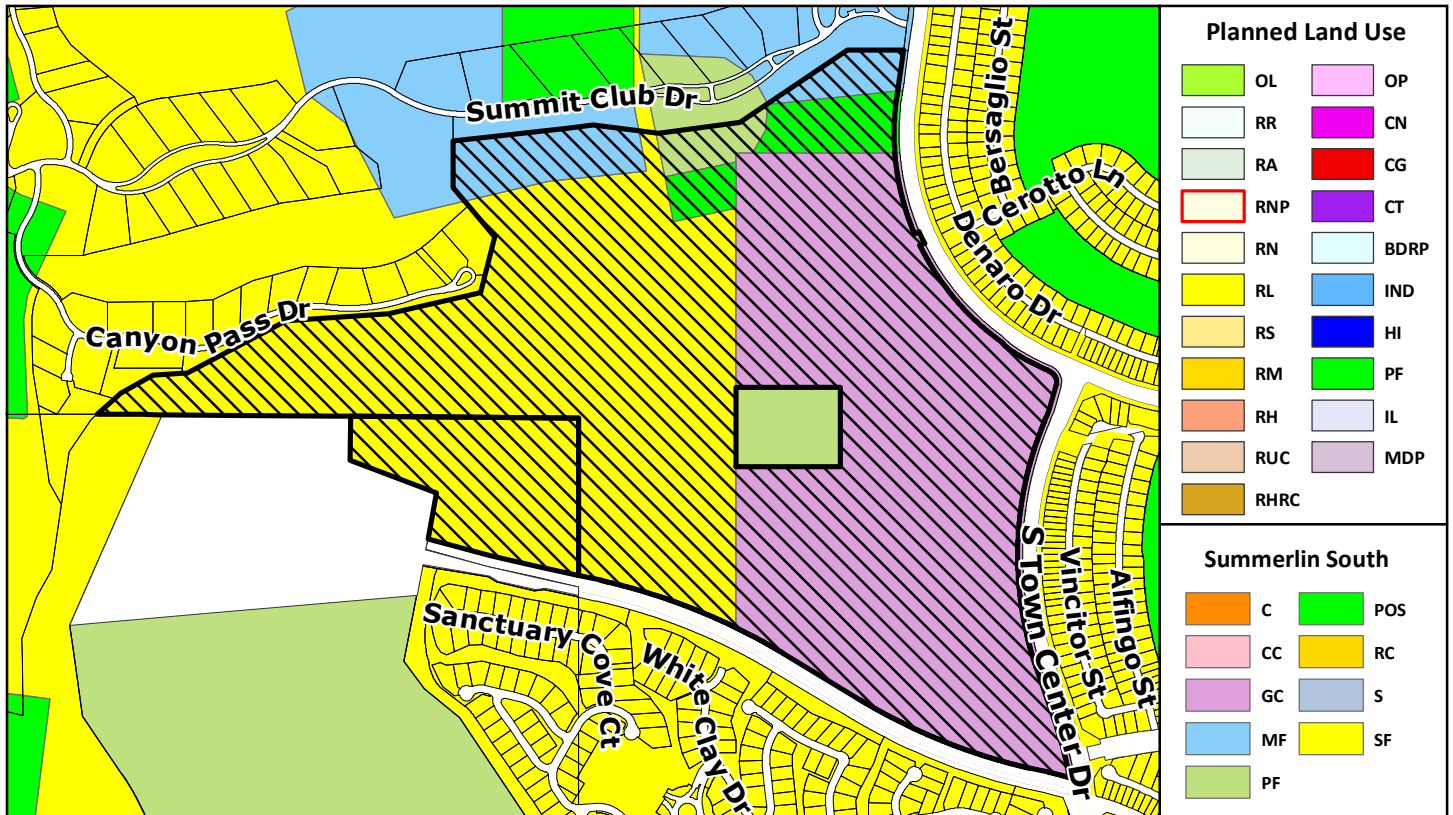 Summit Club Dr
Bersaglio St
Cerotto Ln
Denaro Dr
Canyon Pass Dr
Sanctuary Cove Ct
White Clay Dr
S Town Center Dr
Vincitor St
Alfingo St
Planned Land Use
OL OP
RR CN
RA CG
RNP CT
RN BDRP
RL IND
RS HI
RM PF
RH IL
RUC MDP
RHRC
Summerlin South
C POS
CC RC
GC S
MF SF
PF